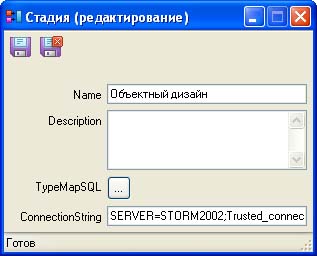 Стадия (редактирование)
Name Объектный дизайн
Description
TypeMapSQL ...
ConnectionString SERVER=STORM2002;Trusted_connec
Готов